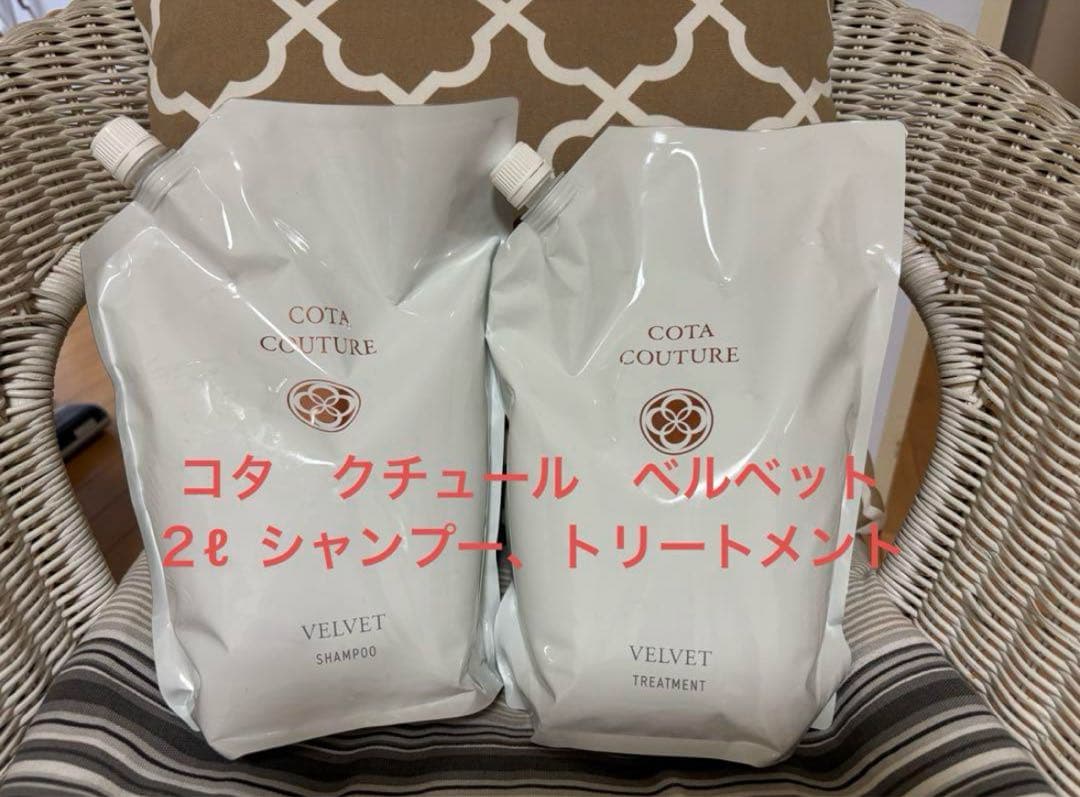 COTA
COUTURE
VELVET
SHAMPOO
COTA
COUTURE
VELVET
TREATMENT
コタ　クチュール　ベルベット
２ℓ シャンプー、トリートメント